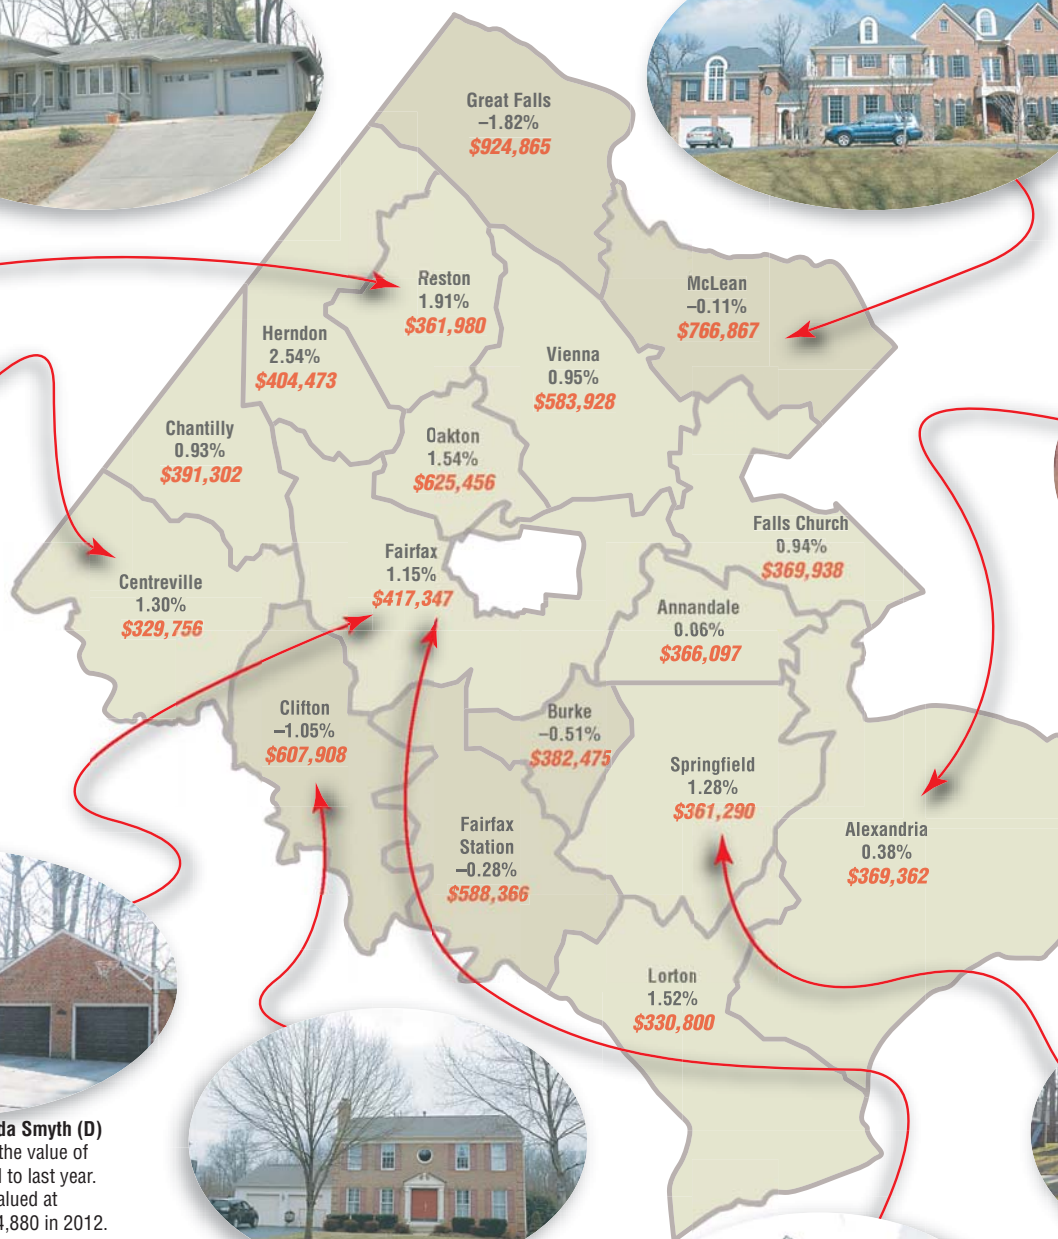 Great Falls
–1.82%
$924,865
McLean
–0.11%
$766,867
Reston
1.91%
$361,980
Herndon
2.54%
$404,473
Vienna
0.95%
$583,928
Chantilly
0.93%
$391,302
Oakton
1.54%
$625,456
Falls Church
0.94%
$369,938
Fairfax
1.15%
$417,347
Centreville
1.30%
$329,756
Annandale
0.06%
$366,097
Clifton
–1.05%
$607,908
Burke
–0.51%
$382,475
Springfield
1.28%
$361,290
Fairfax
Station
–0.28%
$588,366
Alexandria
0.38%
$369,362
Lorton
1.52%
$330,800
da Smyth (D)
the value of
to last year.
alued at
4,880 in 2012.